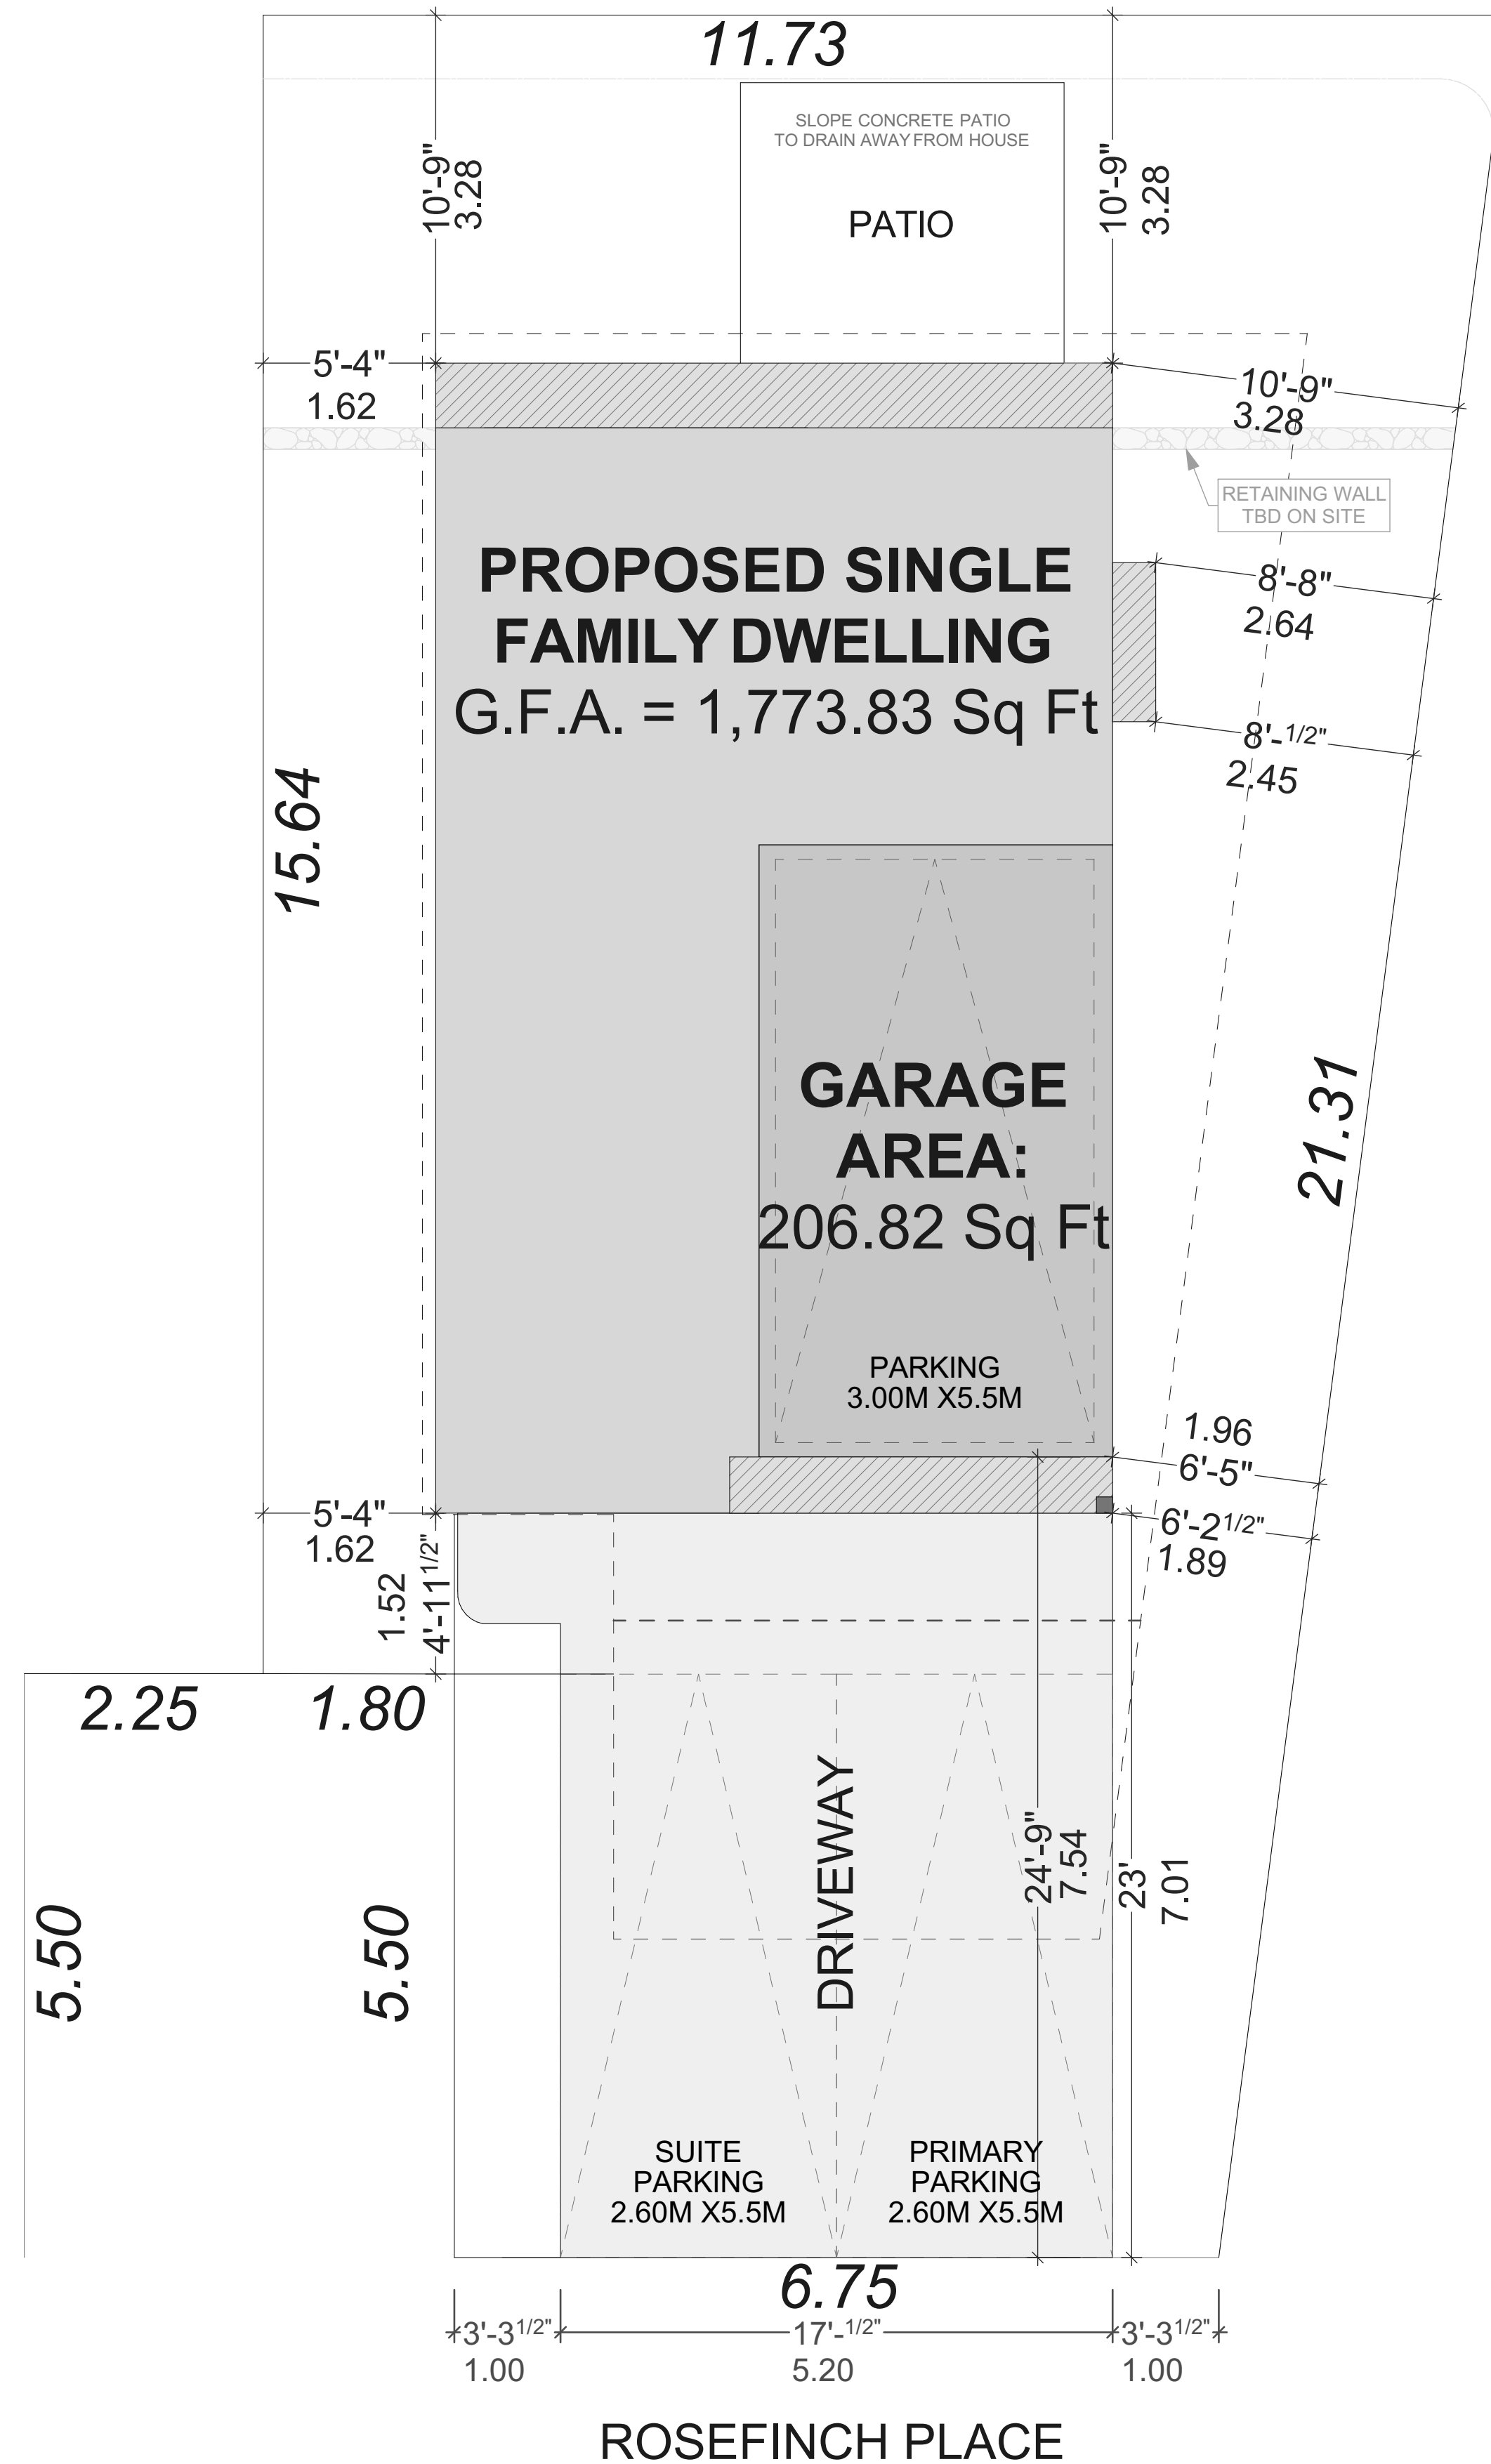 11.73
SLOPE CONCRETE PATIO
TO DRAIN AWAY FROM HOUSE
PATIO
10'-9"
3.28
10'-9"
3.28
5'-4"
1.62
10'-9"
3.28
RETAINING WALL
TBD ON SITE
PROPOSED SINGLE
FAMILY DWELLING
G.F.A. = 1,773.83 Sq Ft
8'-8"
2.64
8'-1/2"
2.45
15.64
GARAGE
AREA:
206.82 Sq Ft
PARKING
3.00M X5.5M
21.31
1.96
6'-5"
5'-4"
1.62
6'-2 1/2"
1.89
1.52
4'-11 1/2"
2.25
1.80
5.50
5.50
DRIVEWAY
24'-9"
7.54
23'
7.01
SUITE
PARKING
2.60M X5.5M
PRIMARY
PARKING
2.60M X5.5M
6.75
3'-3 1/2"
1.00
17'-1/2"
5.20
3'-3 1/2"
1.00
ROSEFINCH PLACE